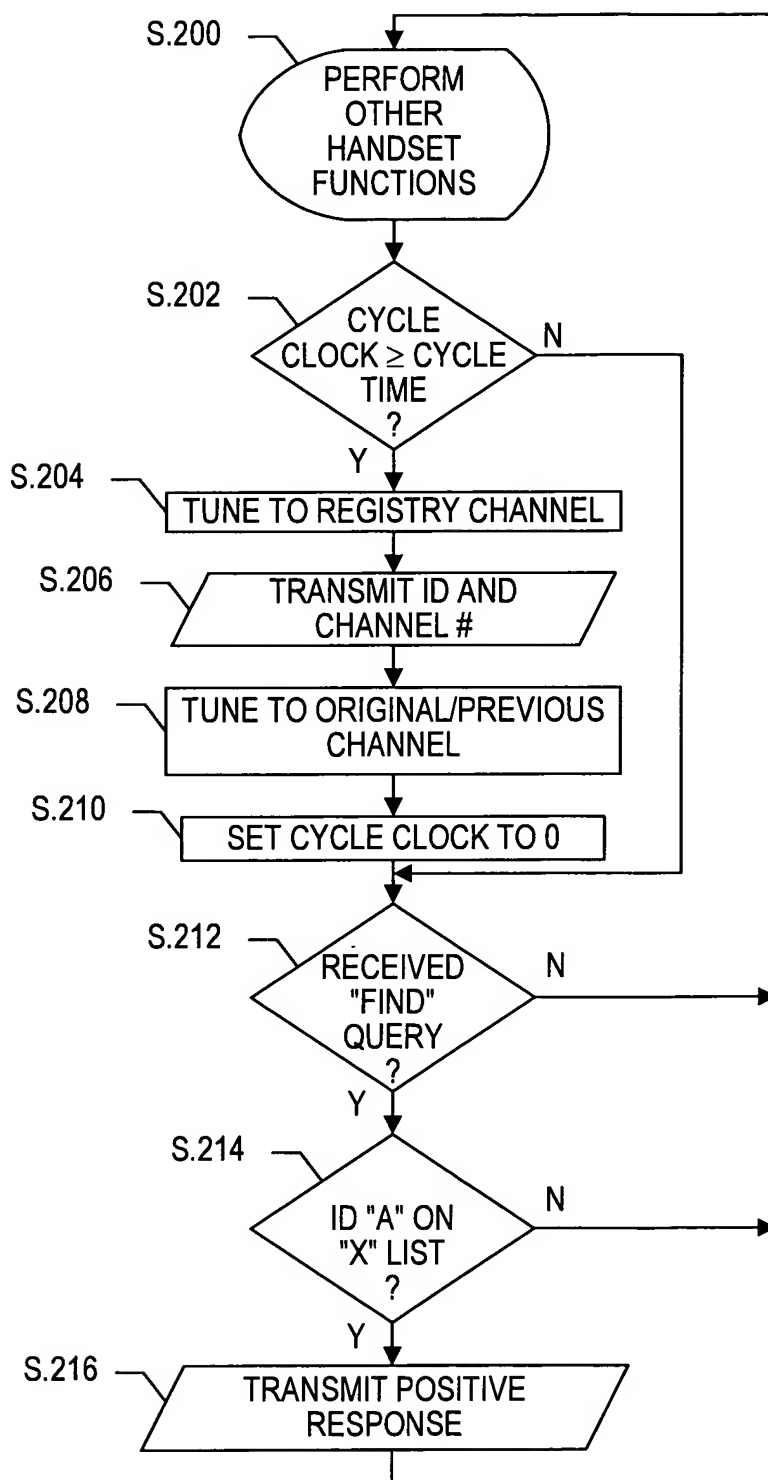 S.200
PERFORM
OTHER
HANDSET
FUNCTIONS
S.202
CYCLE
CLOCK ≥ CYCLE
TIME
?
N
Y
S.204
TUNE TO REGISTRY CHANNEL
S.206
TRANSMIT ID AND
CHANNEL #
S.208
TUNE TO ORIGINAL/PREVIOUS
CHANNEL
S.210
SET CYCLE CLOCK TO 0
S.212
RECEIVED
"FIND"
QUERY
?
N
Y
S.214
ID "A" ON
"X" LIST
?
N
Y
S.216
TRANSMIT POSITIVE
RESPONSE